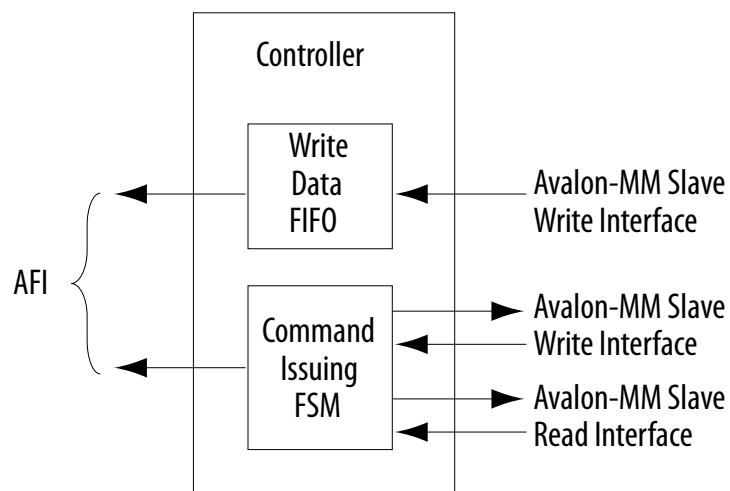 Controller
Write
Data
FIFO
Avalon-MM Slave
Write Interface
AFI
Command
Issuing
FSM
Avalon-MM Slave
Write Interface
Avalon-MM Slave
Read Interface